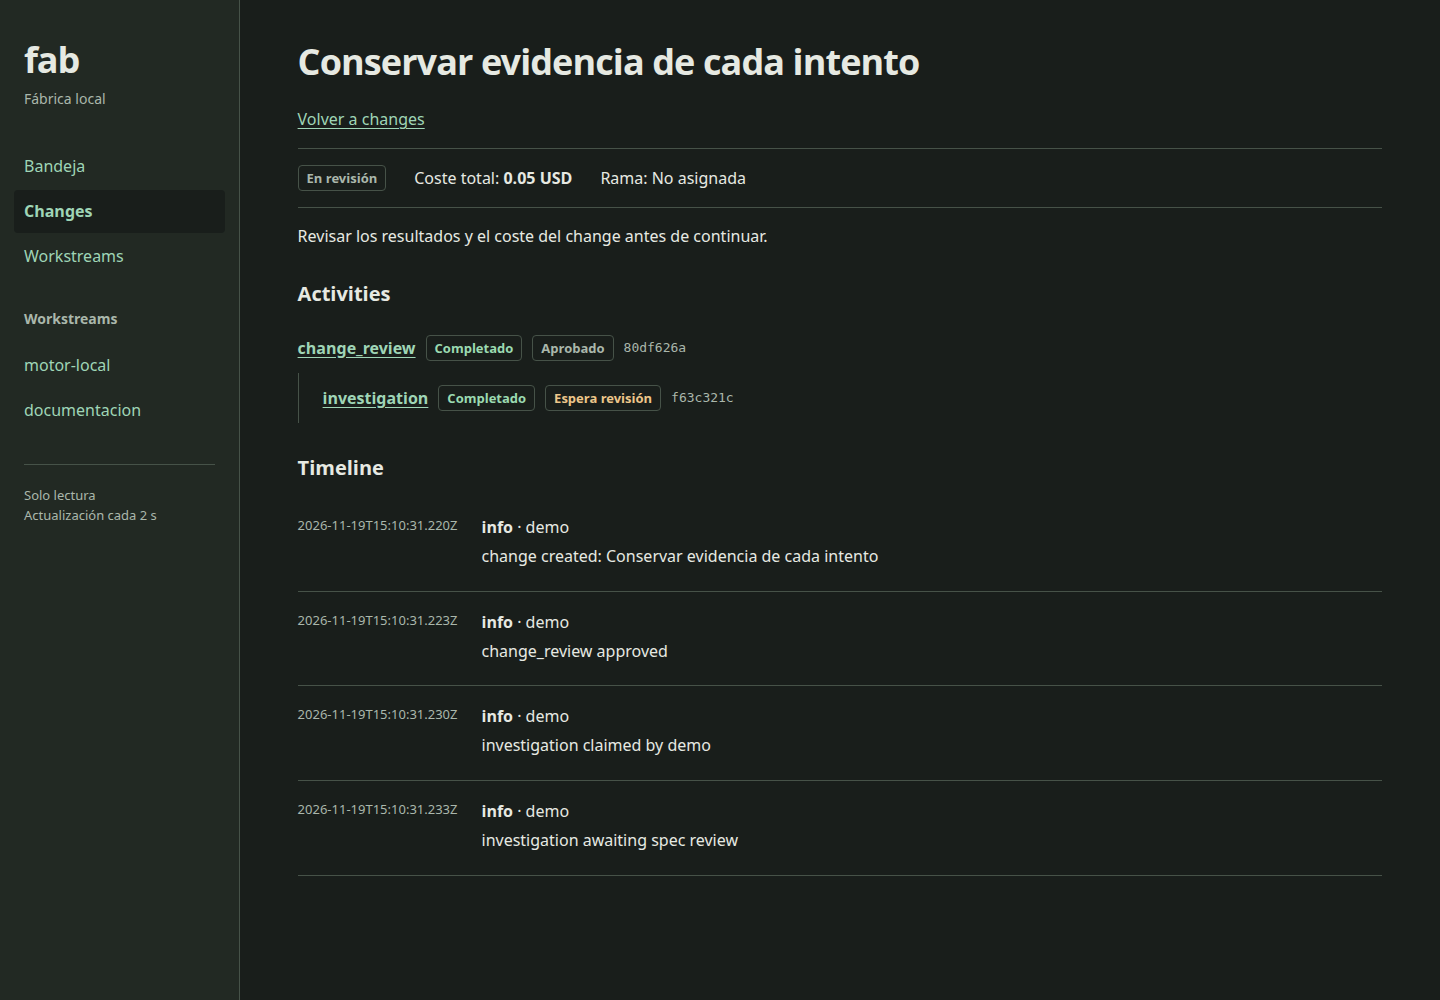 fab
Fábrica local
Bandeja
Changes
Workstreams
Workstreams
motor-local
documentacion
Solo lectura
Actualización cada 2 s
Conservar evidencia de cada intento
Volver a changes
En revisión Coste total: 0.05 USD Rama: No asignada
Revisar los resultados y el coste del change antes de continuar.
Activities
change_review Completado Aprobado 80df626a
investigation Completado Espera revisión f63c321c
Timeline
2026-11-19T15:10:31.220Z info · demo
change created: Conservar evidencia de cada intento
2026-11-19T15:10:31.223Z info · demo
change_review approved
2026-11-19T15:10:31.230Z info · demo
investigation claimed by demo
2026-11-19T15:10:31.233Z info · demo
investigation awaiting spec review